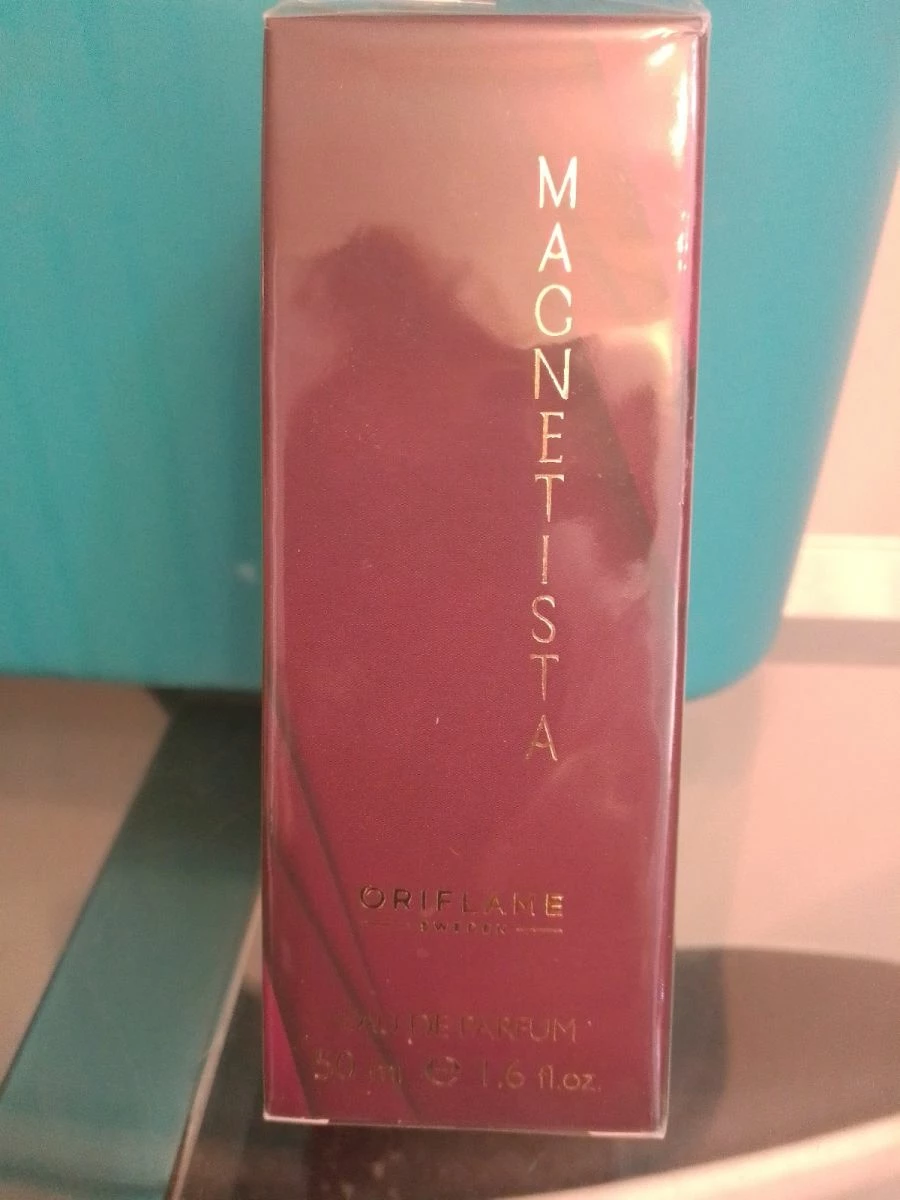 MAGNETISTA
ORIFLAME
SWEDEN
EAU DE PARFUM
50 ml ℮ 1.6 fl.oz.